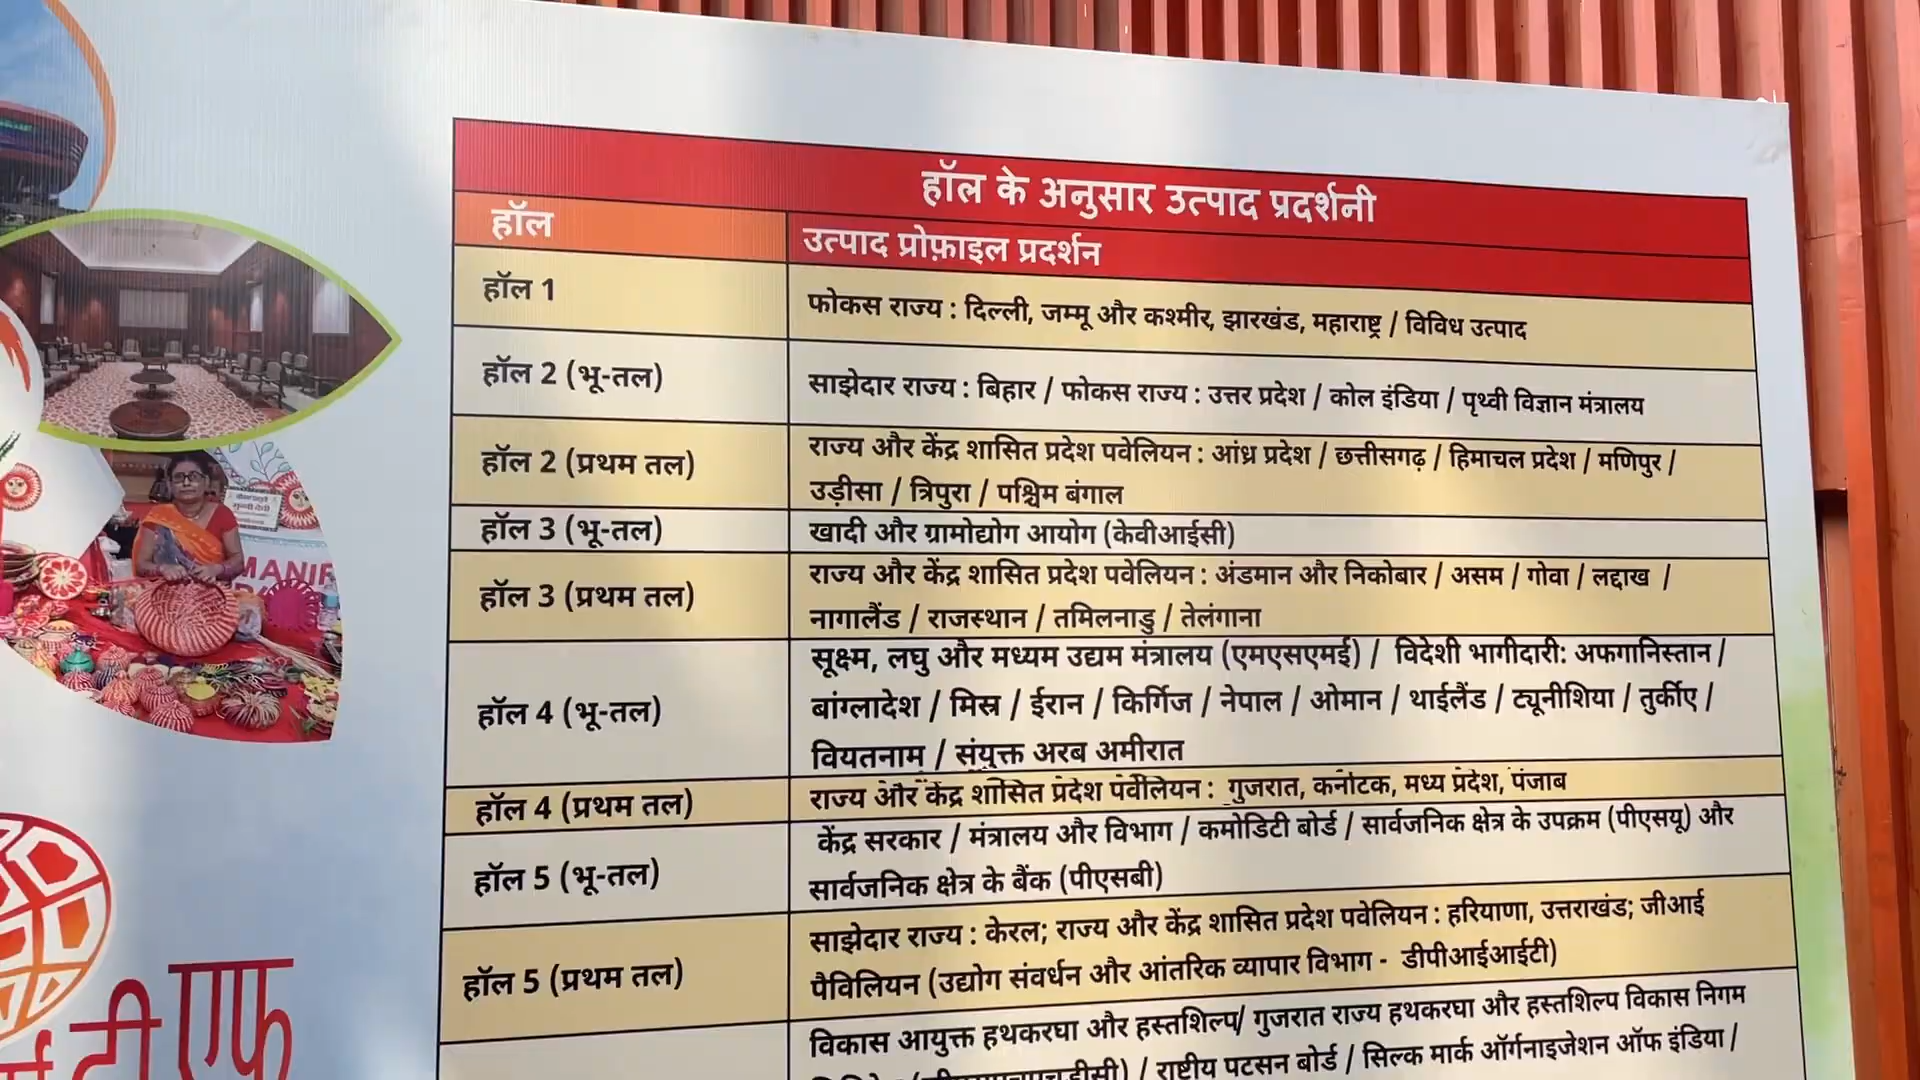 हॉल के अनुसार उत्पाद प्रदर्शनी
हॉल
उत्पाद प्रोफ़ाइल प्रदर्शन
हॉल 1
फोकस राज्य : दिल्ली, जम्मू और कश्मीर, झारखंड, महाराष्ट्र / विविध उत्पाद
हॉल 2 (भू-तल)
साझेदार राज्य : बिहार / फोकस राज्य : उत्तर प्रदेश / कोल इंडिया / पृथ्वी विज्ञान मंत्रालय
हॉल 2 (प्रथम तल)
राज्य और केंद्र शासित प्रदेश पवेलियन : आंध्र प्रदेश / छत्तीसगढ़ / हिमाचल प्रदेश / मणिपुर /
उड़ीसा / त्रिपुरा / पश्चिम बंगाल
हॉल 3 (भू-तल)
खादी और ग्रामोद्योग आयोग (केवीआईसी)
हॉल 3 (प्रथम तल)
राज्य और केंद्र शासित प्रदेश पवेलियन : अंडमान और निकोबार / असम / गोवा / लद्दाख /
नागालैंड / राजस्थान / तमिलनाडु / तेलंगाना
हॉल 4 (भू-तल)
सूक्ष्म, लघु और मध्यम उद्यम मंत्रालय (एमएसएमई) / विदेशी भागीदारी: अफगानिस्तान /
बांग्लादेश / मिस्र / ईरान / किर्गिज / नेपाल / ओमान / थाईलैंड / ट्यूनीशिया / तुर्कीए /
वियतनाम / संयुक्त अरब अमीरात
हॉल 4 (प्रथम तल)
राज्य और केंद्र शासित प्रदेश पवेलियन : गुजरात, कर्नाटक, मध्य प्रदेश, पंजाब
हॉल 5 (भू-तल)
केंद्र सरकार / मंत्रालय और विभाग / कमोडिटी बोर्ड / सार्वजनिक क्षेत्र के उपक्रम (पीएसयू) और
सार्वजनिक क्षेत्र के बैंक (पीएसबी)
हॉल 5 (प्रथम तल)
साझेदार राज्य : केरल; राज्य और केंद्र शासित प्रदेश पवेलियन : हरियाणा, उत्तराखंड; जीआई
पैविलियन (उद्योग संवर्धन और आंतरिक व्यापार विभाग - डीपीआईआईटी)
विकास आयुक्त हथकरघा और हस्तशिल्प/ गुजरात राज्य हथकरघा और हस्तशिल्प विकास निगम
/ राष्ट्रीय पटसन बोर्ड / सिल्क मार्क ऑर्गनाइजेशन ऑफ इंडिया /
टीएफ